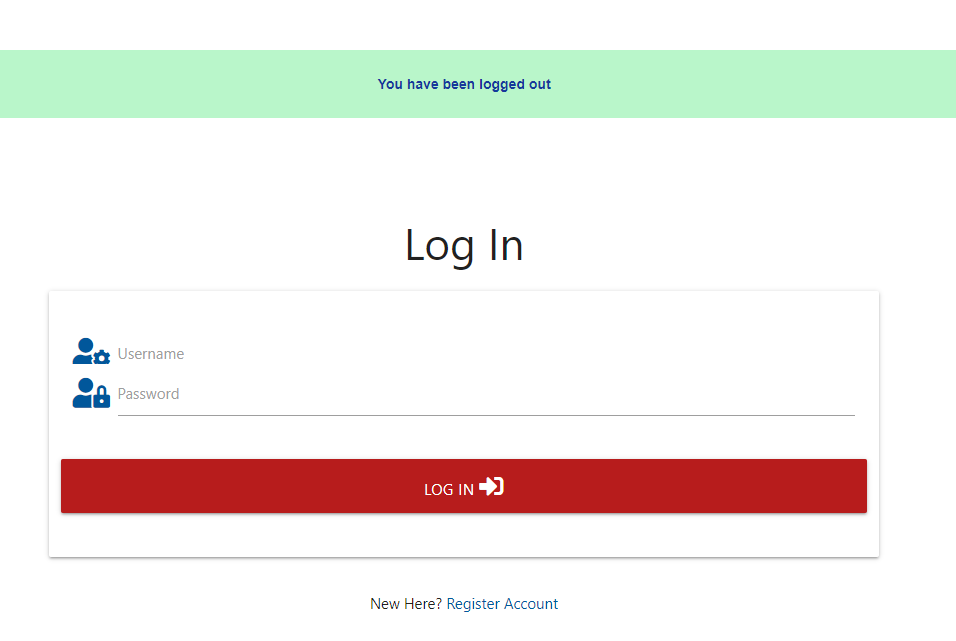 You have been logged out
Log In
Username
Password
LOG IN
New Here? Register Account